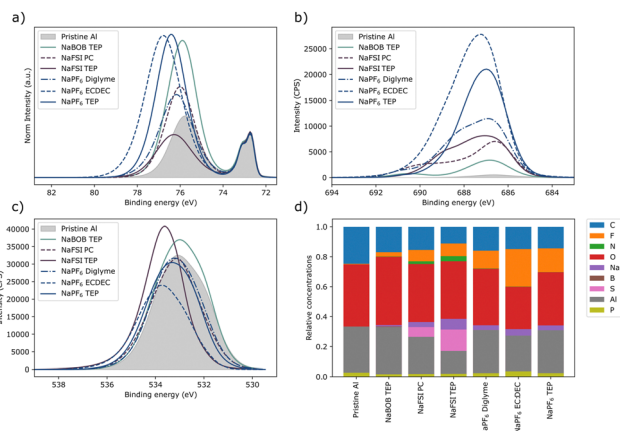 a)
Pristine Al
NaBOB TEP
NaFSI PC
NaFSI TEP
NaPF₆ Diglyme
NaPF₆ ECDEC
NaPF₆ TEP
Norm Intensity (a.u.)
82 80 78 76 74 72
Binding energy (eV)
b)
Pristine Al
NaBOB TEP
NaFSI PC
NaFSI TEP
NaPF₆ Diglyme
NaPF₆ ECDEC
NaPF₆ TEP
Intensity (CPS)
25000
20000
15000
10000
5000
0
694 692 690 688 686 684
Binding energy (eV)
c)
Pristine Al
NaBOB TEP
NaFSI PC
NaFSI TEP
NaPF₆ Diglyme
NaPF₆ ECDEC
NaPF₆ TEP
40000
35000
30000
25000
20000
15000
10000
5000
0
538 536 534 532 530
Binding energy (eV)
d)
Relative concentrations
1.0
0.8
0.6
0.4
0.2
0.0
Pristine Al
NaBOB TEP
NaFSI PC
NaFSI TEP
aPF₆ Diglyme
NaPF₆ EC:DEC
NaPF₆ TEP
C
F
N
O
Na
B
S
Al
P